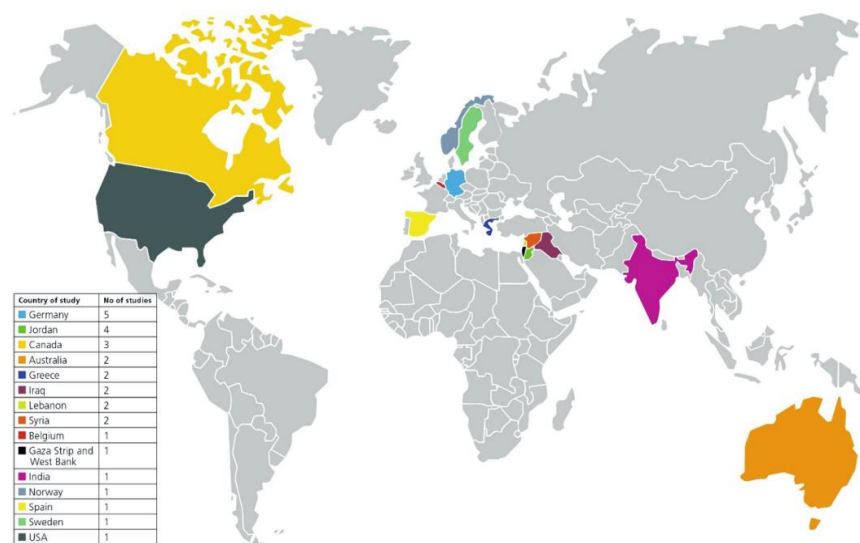 Country of study No of studies
Germany 5
Jordan 4
Canada 3
Australia 2
Greece 2
Iraq 2
Lebanon 2
Syria 2
Belgium 1
Gaza Strip and 1
West Bank
India 1
Norway 1
Spain 1
Sweden 1
USA 1